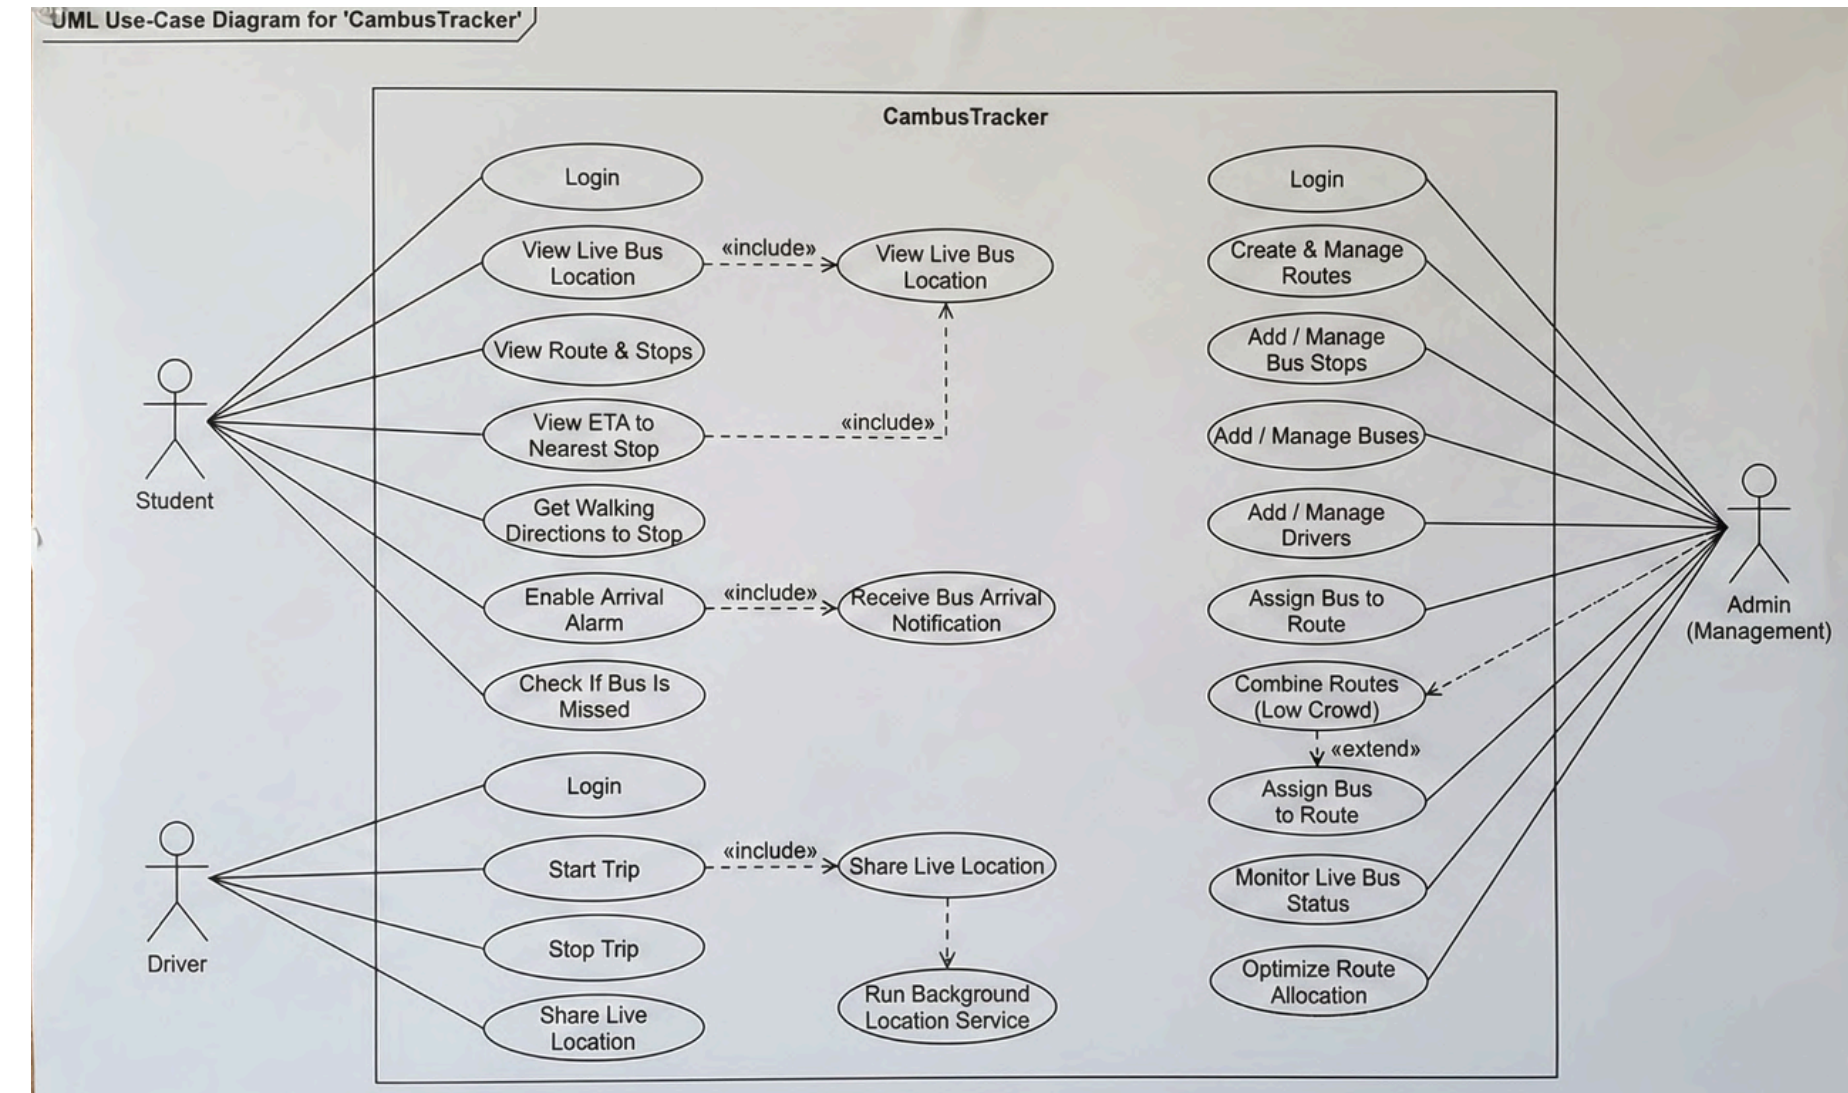 UML Use-Case Diagram for 'CambusTracker'
CambusTracker
Login
View Live Bus
Location
«include»
View Live Bus
Location
View Route & Stops
View ETA to
Nearest Stop
«include»
Get Walking
Directions to Stop
Enable Arrival
Alarm
«include»
Receive Bus Arrival
Notification
Check If Bus Is
Missed
Student
Login
Start Trip
«include»
Share Live Location
Stop Trip
Share Live
Location
Run Background
Location Service
Driver
Login
Create & Manage
Routes
Add / Manage
Bus Stops
Add / Manage Buses
Add / Manage
Drivers
Assign Bus to
Route
Combine Routes
(Low Crowd)
«extend»
Assign Bus
to Route
Monitor Live Bus
Status
Optimize Route
Allocation
Admin
(Management)